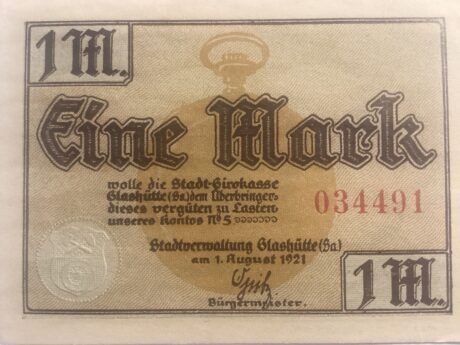 1 M.
Eine Mark
wolle die Stadt-Girokasse
Glashütte (Sa.) dem Überbringer
dieses vergüten zu Lasten
unseres Kontos No 5
034491
Stadtverwaltung Glashütte (Sa)
am 1. August 1921
Bürgermeister.
1 M.